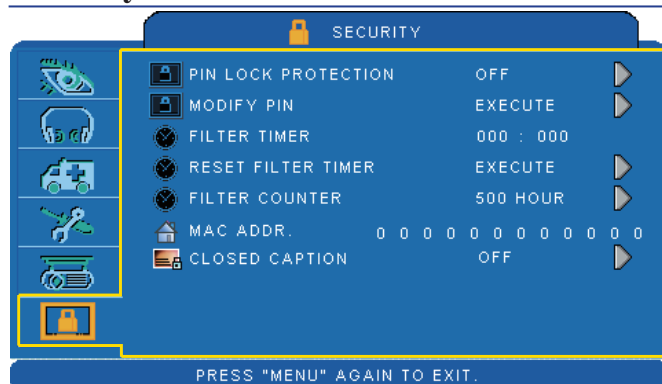 SECURITY
PIN LOCK PROTECTION OFF
MODIFY PIN EXECUTE
FILTER TIMER 000 : 000
RESET FILTER TIMER EXECUTE
FILTER COUNTER 500 HOUR
MAC ADDR. 0 0 0 0 0 0 0 0 0 0 0 0
CLOSED CAPTION OFF
PRESS "MENU" AGAIN TO EXIT.